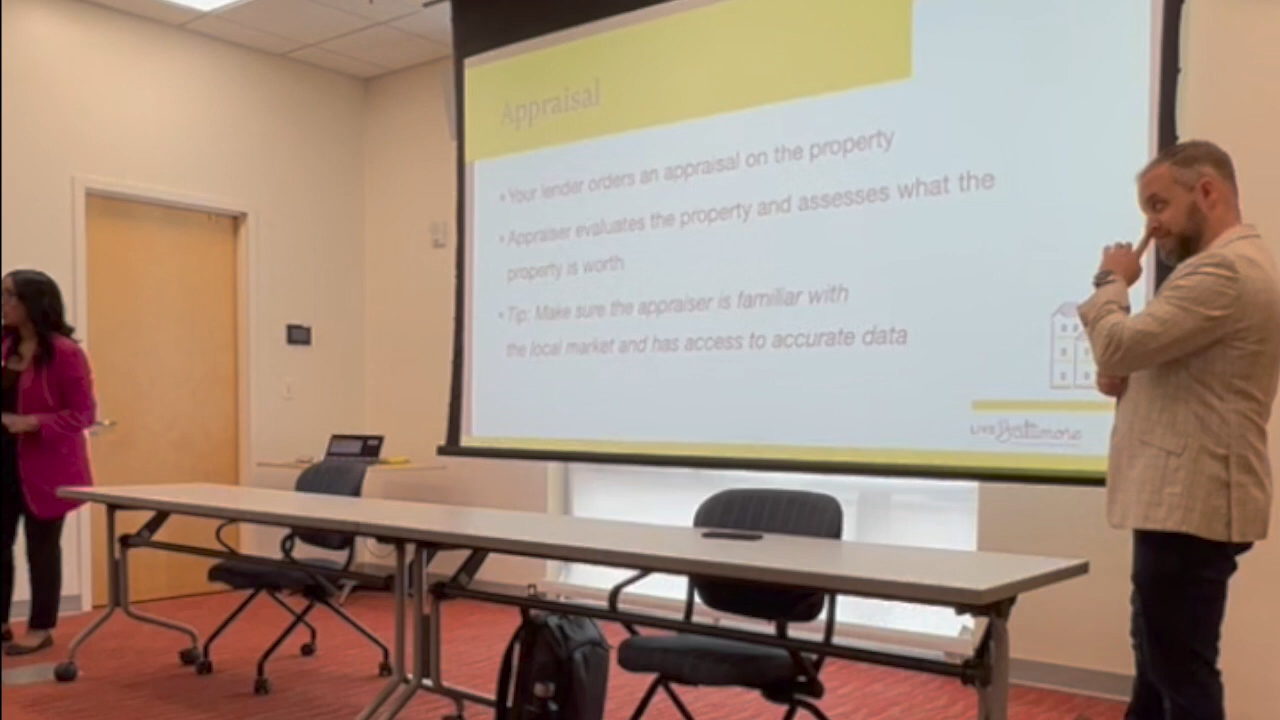 Appraisal
• Your lender orders an appraisal on the property
• Appraiser evaluates the property and assesses what the
property is worth
• Tip: Make sure the appraiser is familiar with
the local market and has access to accurate data
LIVE Baltimore